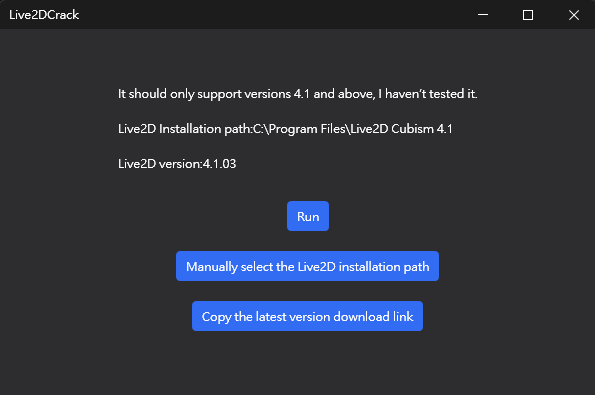 Live2DCrack
It should only support versions 4.1 and above, I haven't tested it.
Live2D Installation path:C:\Program Files\Live2D Cubism 4.1
Live2D version:4.1.03
Run
Manually select the Live2D installation path
Copy the latest version download link